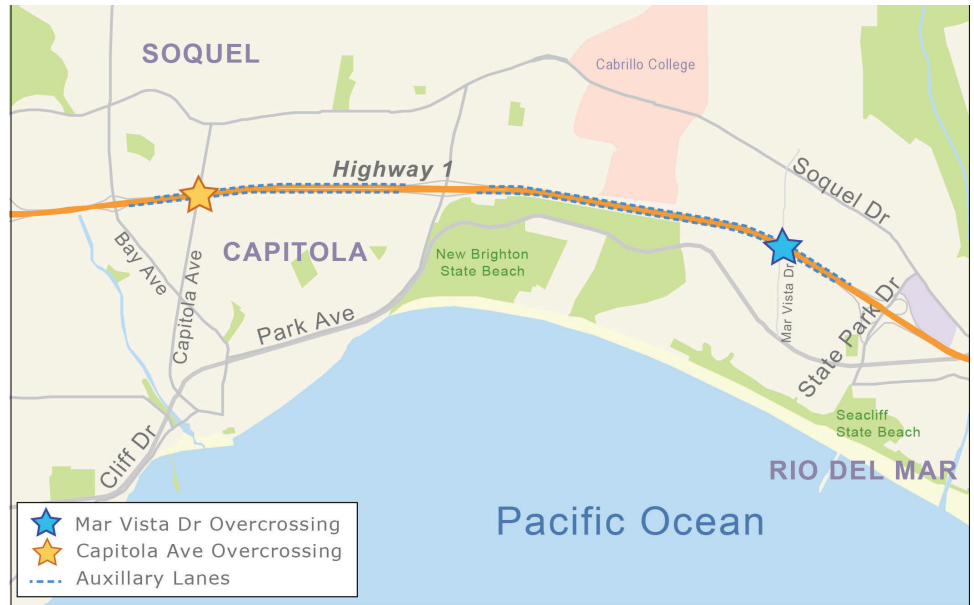 SOQUEL
Cabrillo College
Highway 1
Soquel Dr
Bay Ave
CAPITOLA
Capitola Ave
New Brighton
State Beach
Mar Vista Dr
Park Ave
State Park Dr
Seacliff
State Beach
Cliff Dr
RIO DEL MAR
Pacific Ocean
Mar Vista Dr Overcrossing
Capitola Ave Overcrossing
Auxillary Lanes